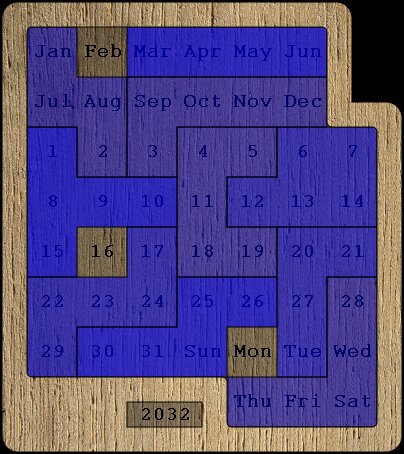 Jan Feb Mar Apr May Jun
Jul Aug Sep Oct Nov Dec
1 2 3 4 5 6 7
8 9 10 11 12 13 14
15 16 17 18 19 20 21
22 23 24 25 26 27 28
29 30 31 Sun Mon Tue Wed
Thu Fri Sat
2032